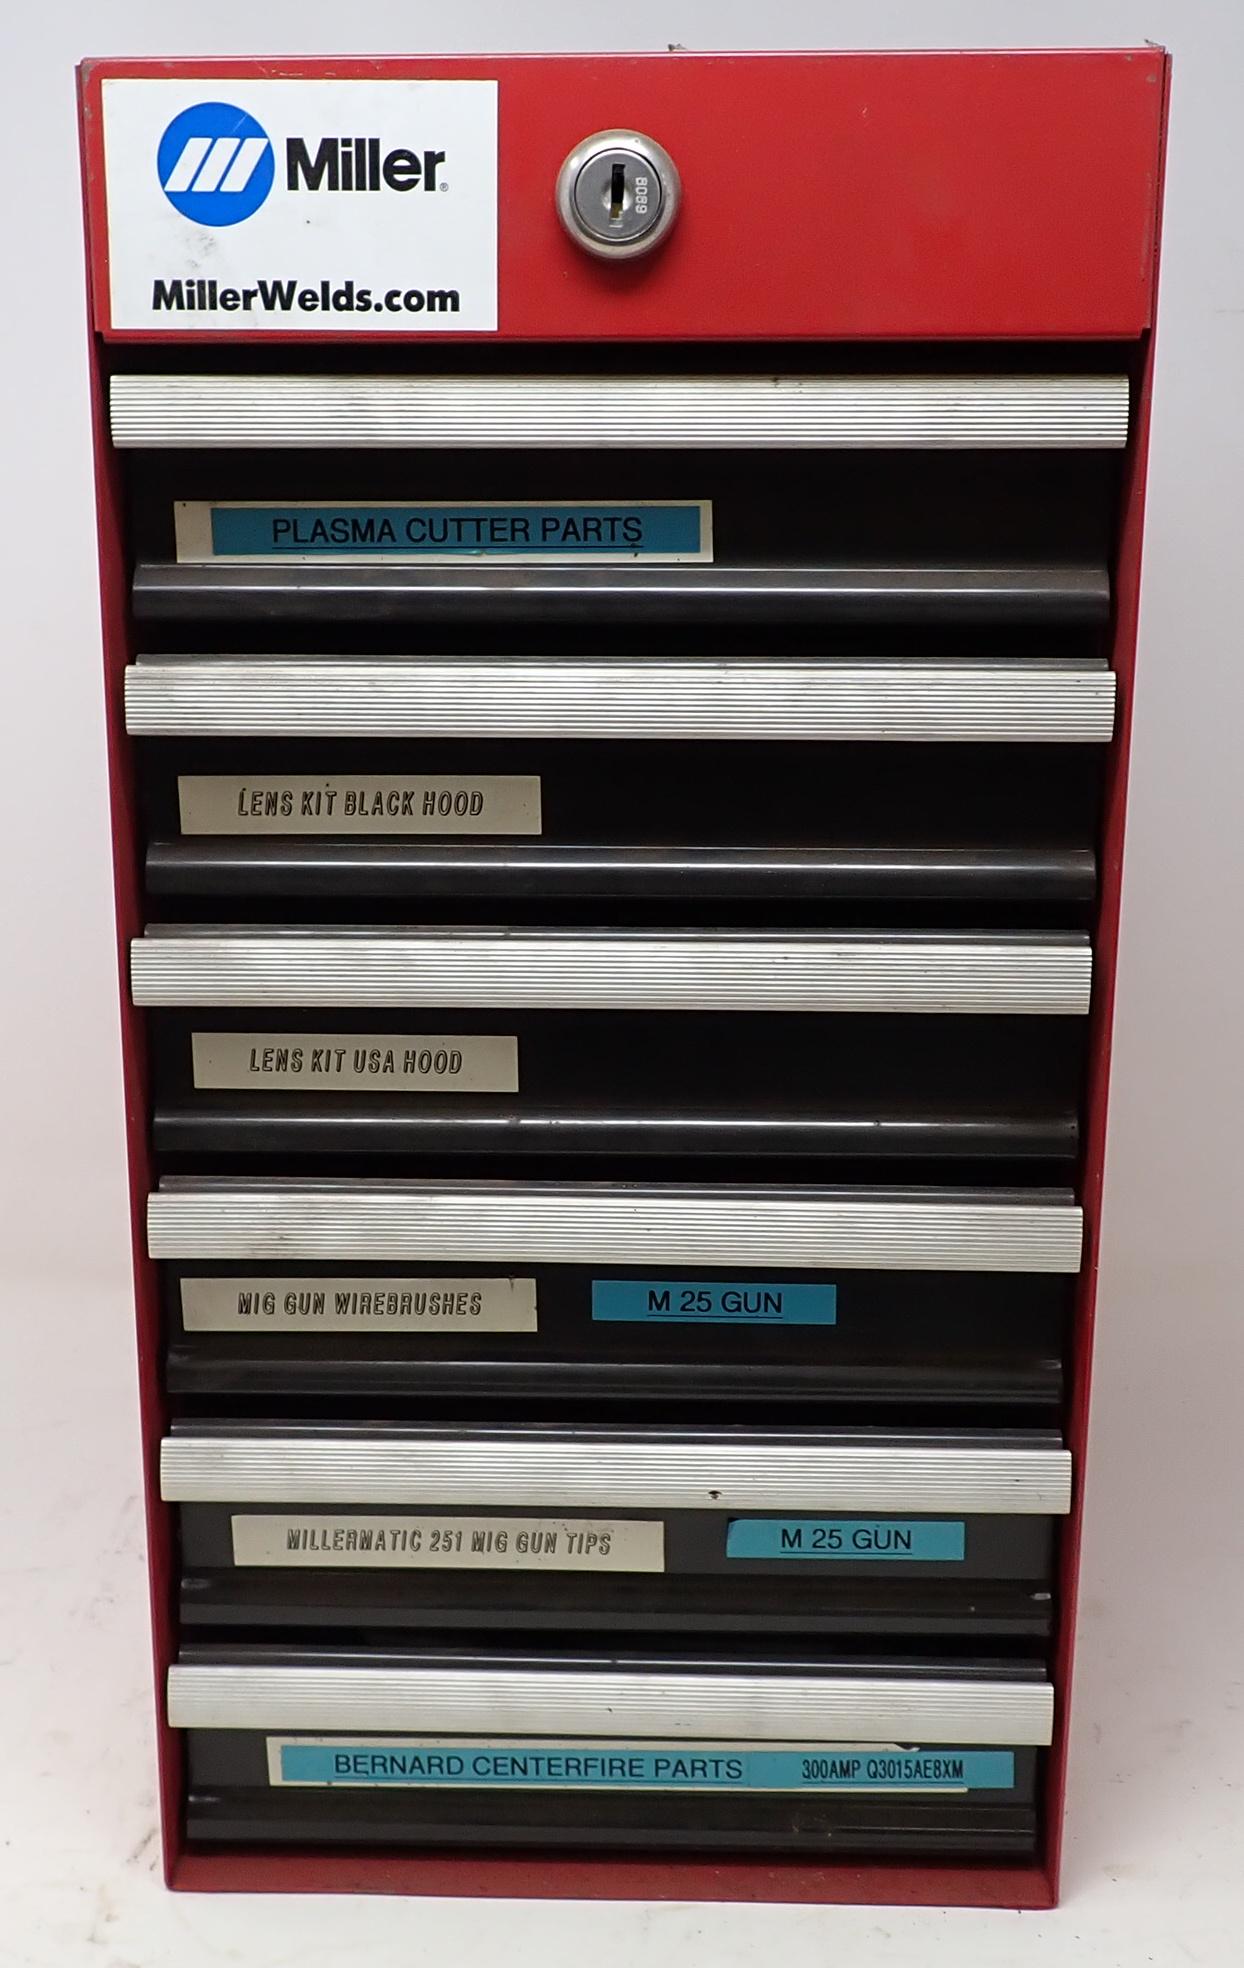 Miller®
8089
MillerWelds.com
PLASMA CUTTER PARTS
LENS KIT BLACK HOOD
LENS KIT USA HOOD
MIG GUN WIREBRUSHES M 25 GUN
MILLERMATIC 251 MIG GUN TIPS M 25 GUN
BERNARD CENTERFIRE PARTS 300AMP Q3015AE8XM